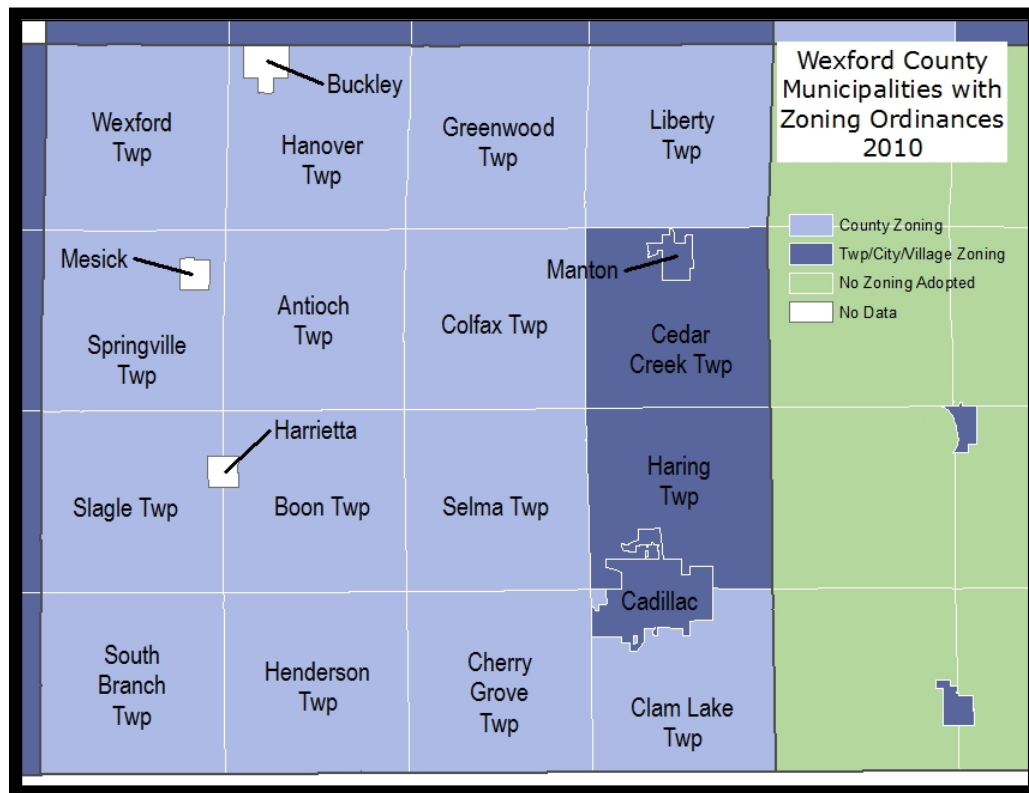 Wexford County
Municipalities with
Zoning Ordinances
2010
Buckley
Wexford
Twp
Hanover
Twp
Greenwood
Twp
Liberty
Twp
County Zoning
Twp/City/Village Zoning
No Zoning Adopted
No Data
Mesick
Manton
Springville
Twp
Antioch
Twp
Colfax Twp
Cedar
Creek Twp
Harrietta
Slagle Twp
Boon Twp
Selma Twp
Haring
Twp
Cadillac
South
Branch
Twp
Henderson
Twp
Cherry
Grove
Twp
Clam Lake
Twp